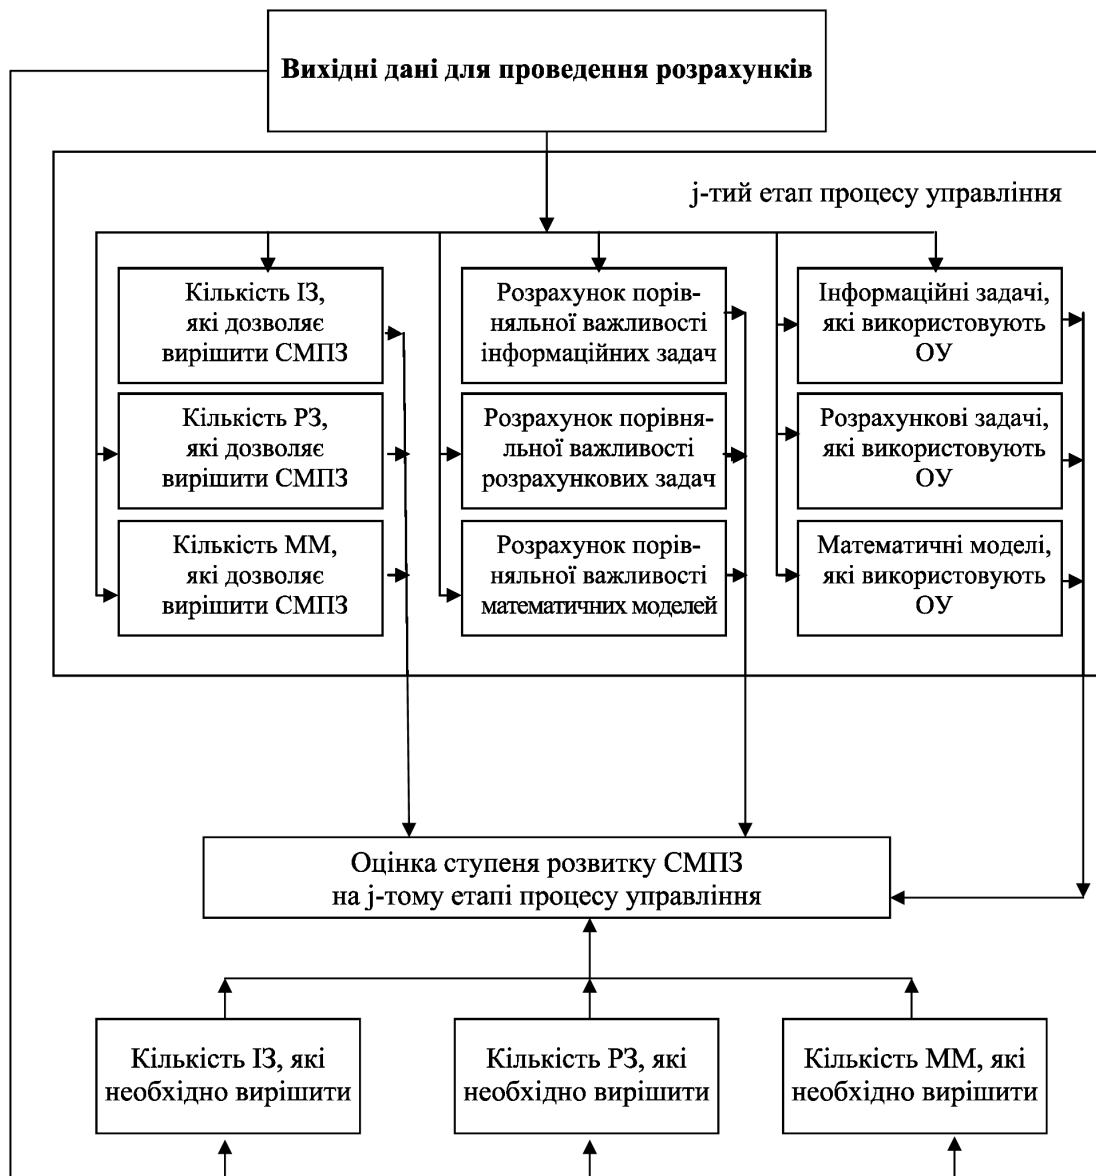 Вихідні дані для проведення розрахунків
j-тий етап процесу управління
Кількість ІЗ,
які дозволяє
вирішити СМПЗ
Розрахунок порів-
няльної важливості
інформаційних задач
Інформаційні задачі,
які використовують
ОУ
Кількість РЗ,
які дозволяє
вирішити СМПЗ
Розрахунок порівня-
льної важливості
розрахункових задач
Розрахункові задачі,
які використовують
ОУ
Кількість ММ,
які дозволяє
вирішити СМПЗ
Розрахунок порів-
няльної важливості
математичних моделей
Математичні моделі,
які використовують
ОУ
Оцінка ступеня розвитку СМПЗ
на j-тому етапі процесу управління
Кількість ІЗ, які
необхідно вирішити
Кількість РЗ, які
необхідно вирішити
Кількість ММ, які
необхідно вирішити